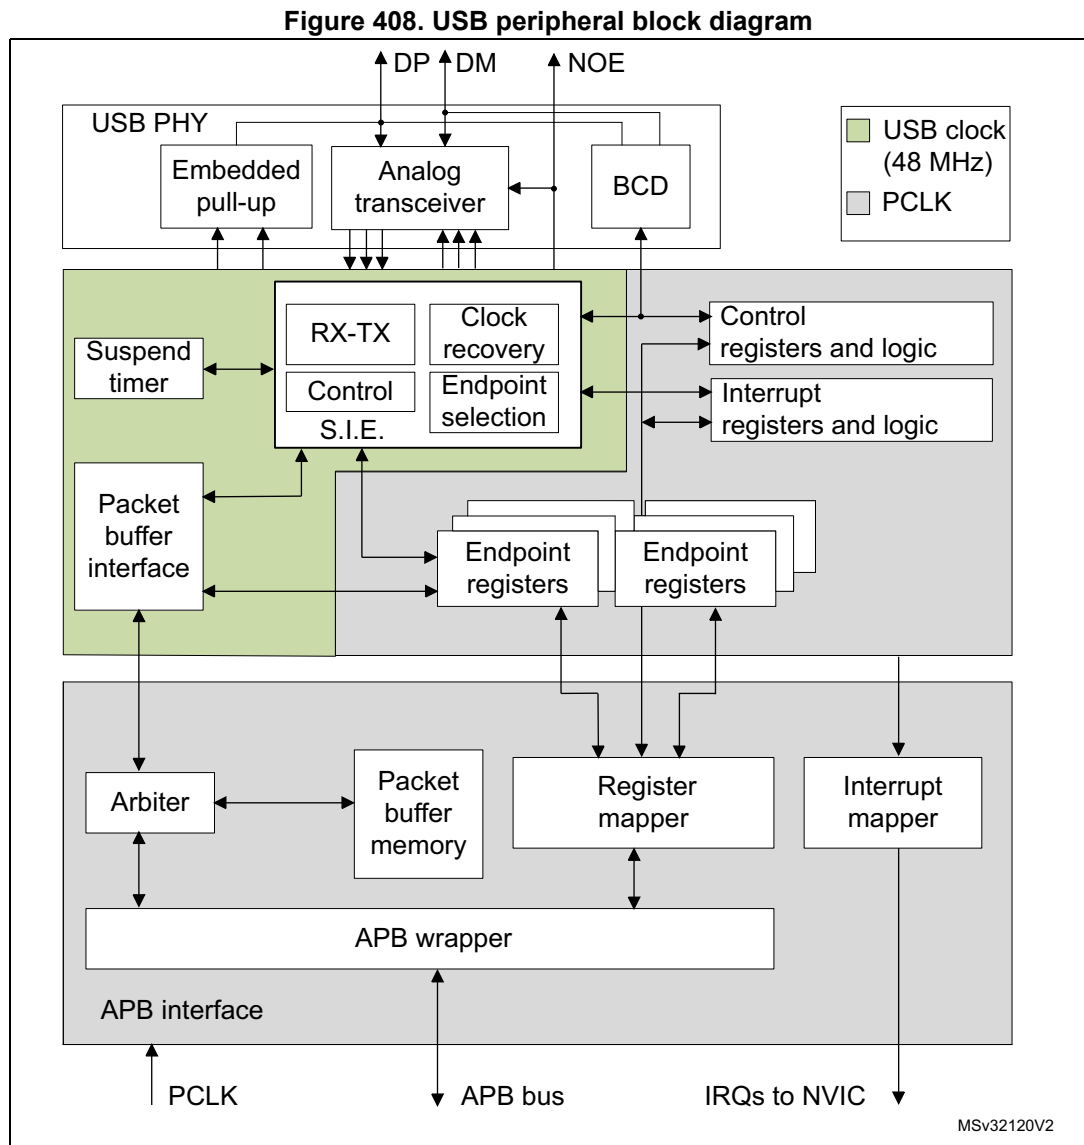 Figure 408. USB peripheral block diagram
DP
DM
NOE
USB PHY
Embedded
pull-up
Analog
transceiver
BCD
USB clock
(48 MHz)
PCLK
Suspend
timer
RX-TX
Clock
recovery
Control
Endpoint
selection
S.I.E.
Control
registers and logic
Interrupt
registers and logic
Packet
buffer
interface
Endpoint
registers
Endpoint
registers
Arbiter
Packet
buffer
memory
Register
mapper
Interrupt
mapper
APB wrapper
APB interface
PCLK
APB bus
IRQs to NVIC
MSv32120V2